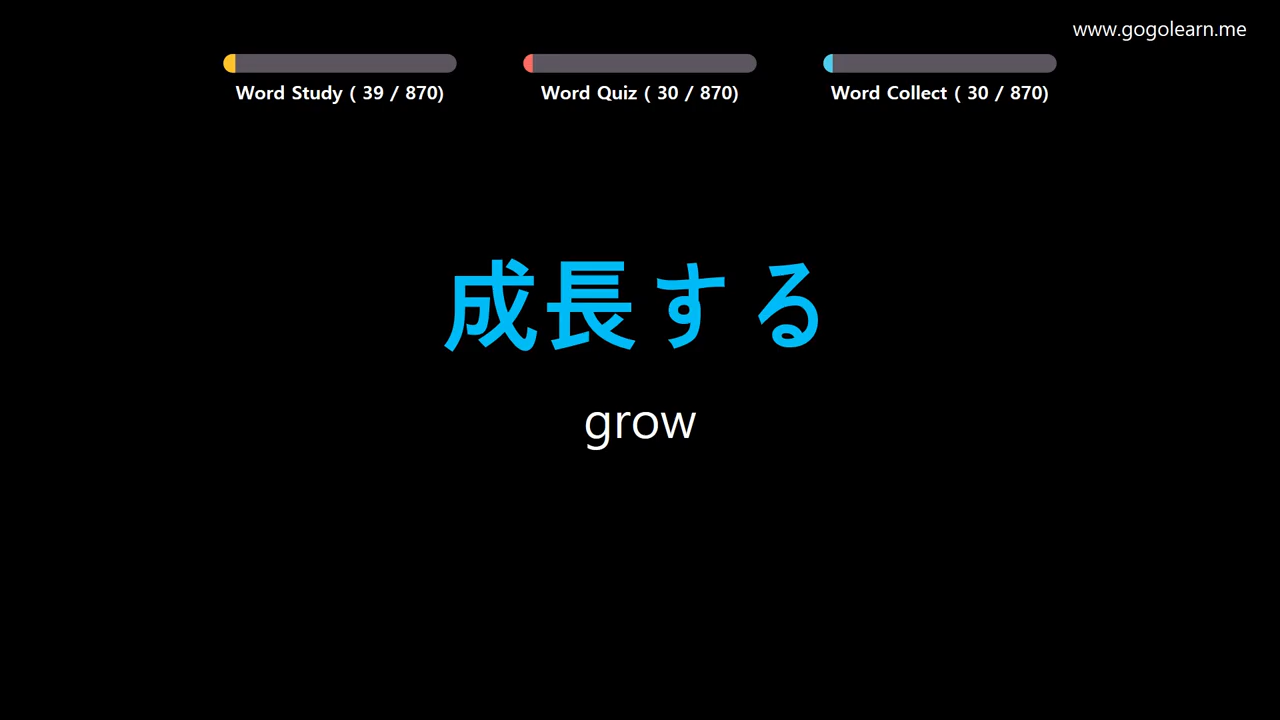 www.gogolearn.me
Word Study ( 39 / 870)
Word Quiz ( 30 / 870)
Word Collect ( 30 / 870)
成長する
grow